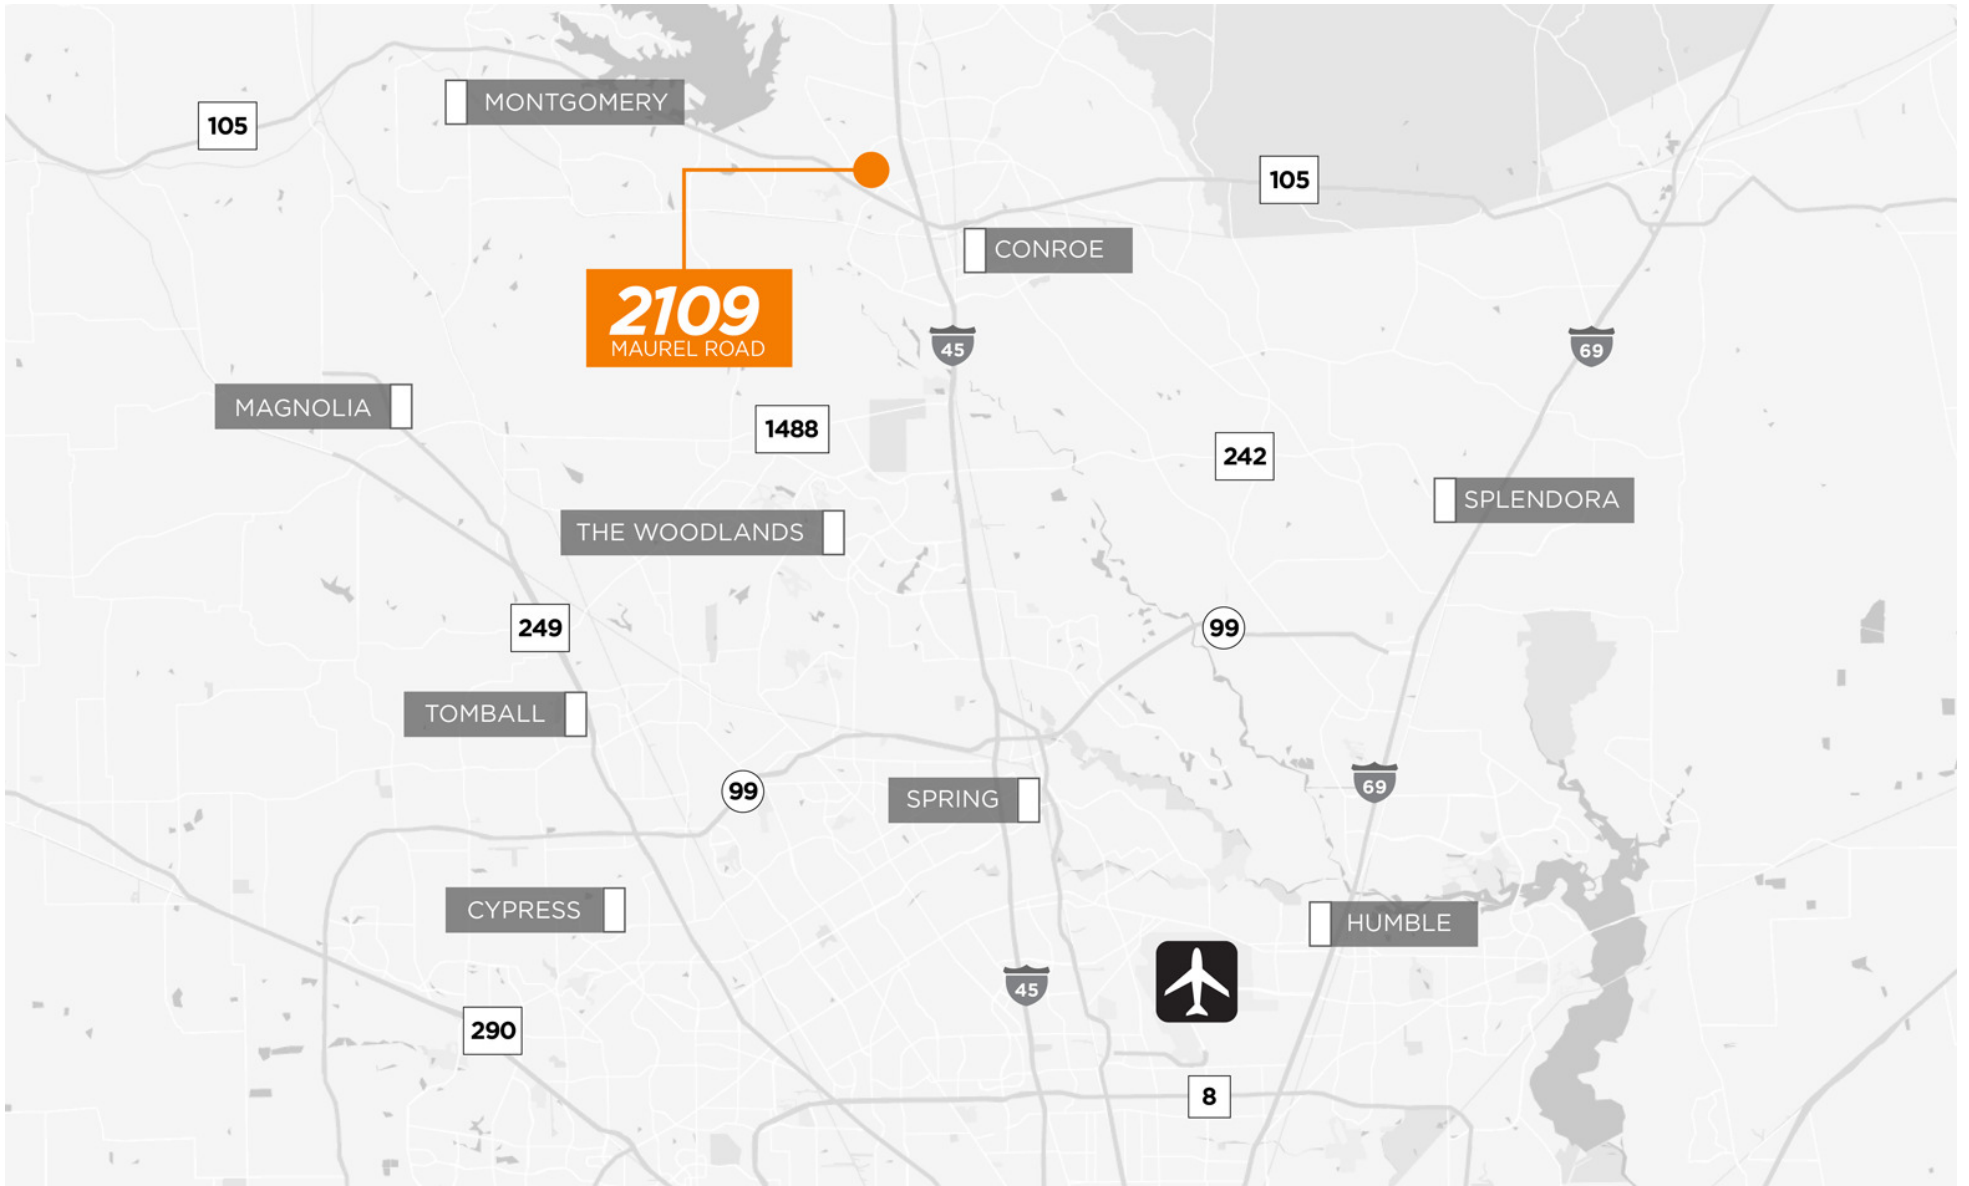 MONTGOMERY
105
105
CONROE
2109
MAUREL ROAD
45
69
MAGNOLIA
1488
242
SPLENDORA
THE WOODLANDS
249
99
TOMBALL
99
SPRING
69
CYPRESS
HUMBLE
45
290
8